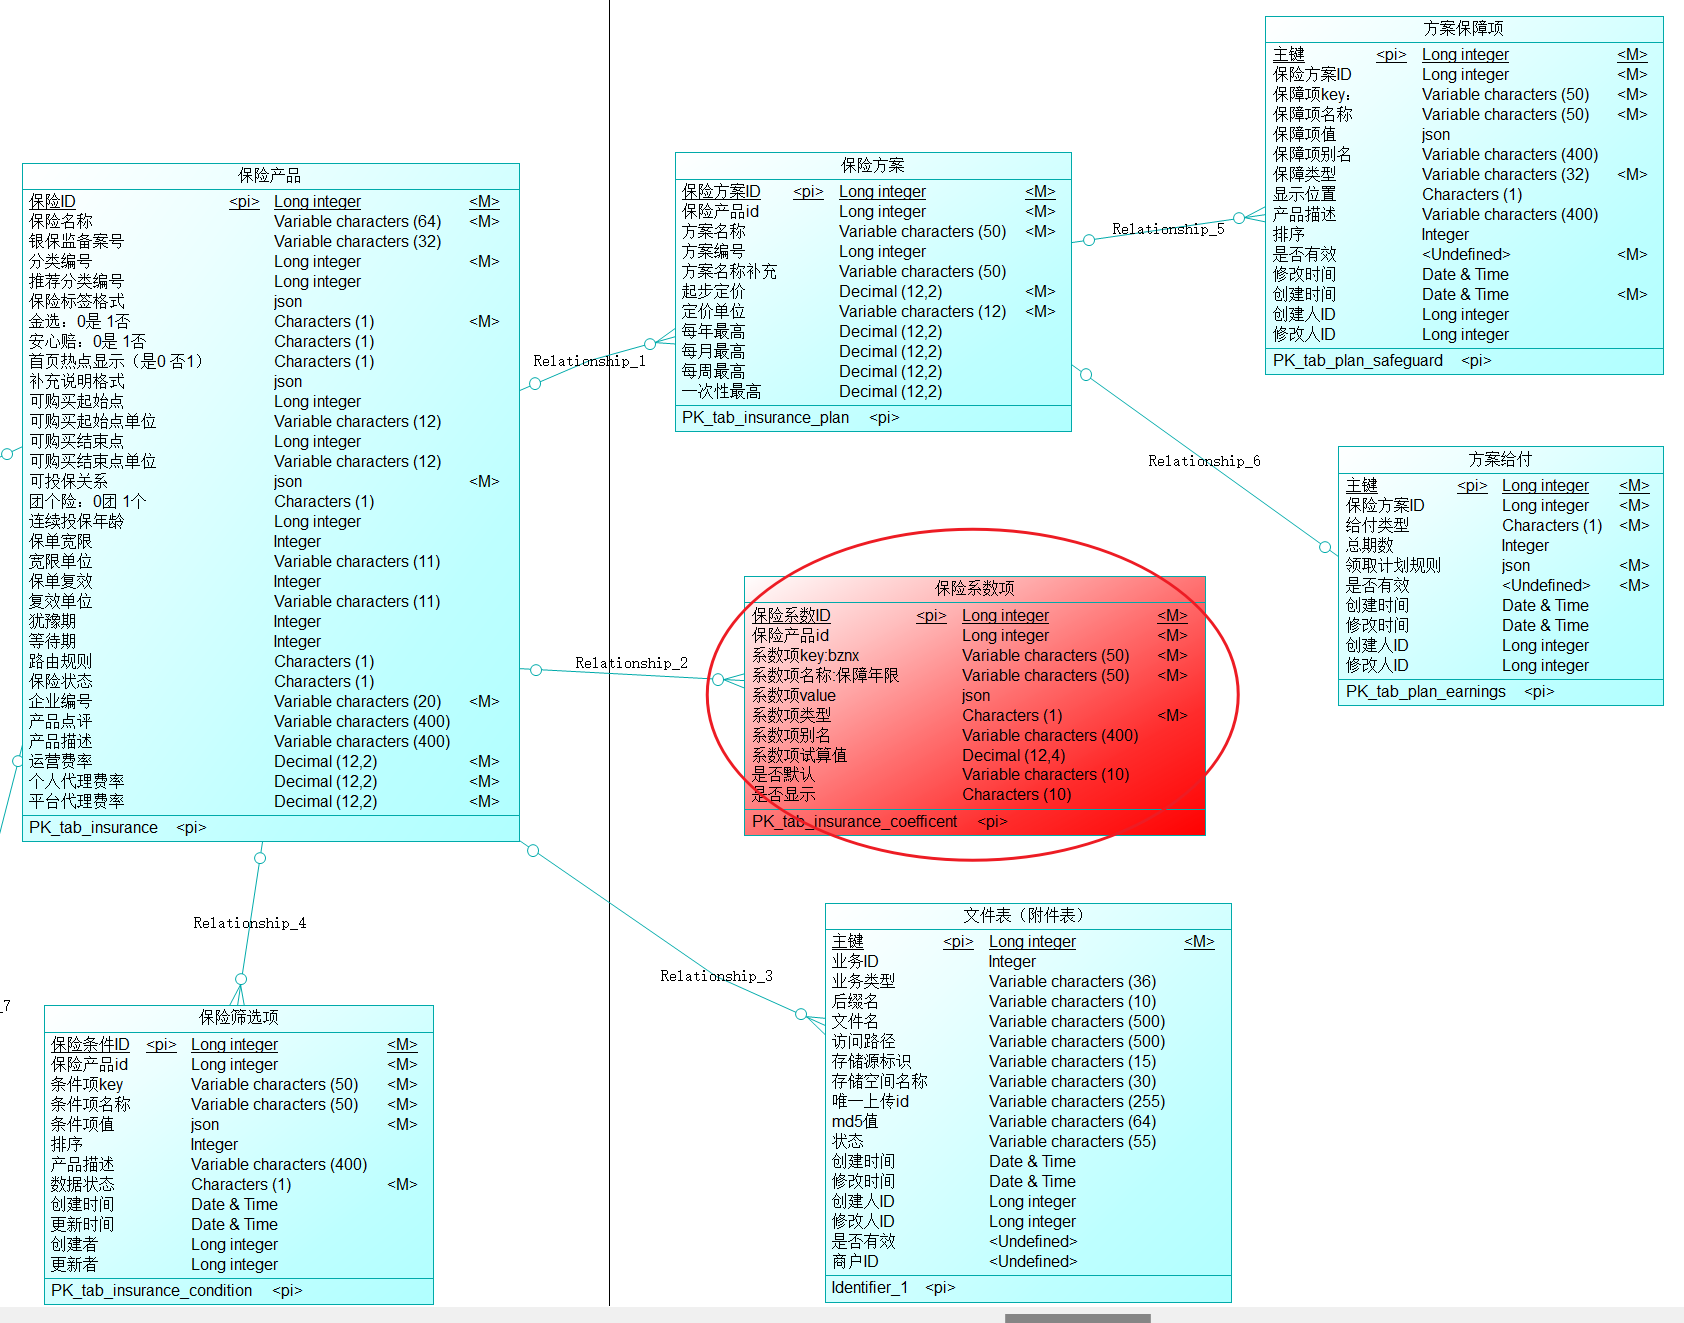 保险产品
保险ID <pi> Long integer <M>
保险名称 Variable characters (64) <M>
银保监备案号 Variable characters (32)
分类编号 Long integer <M>
推荐分类编号 Long integer
保险标签格式 json
金选：0是 1否 Characters (1) <M>
安心赔：0是 1否 Characters (1)
首页热点显示（是0 否1） Characters (1)
补充说明格式 json
可购买起始点 Long integer
可购买起始点单位 Variable characters (12)
可购买结束点 Long integer
可购买结束点单位 Variable characters (12)
可投保关系 json <M>
团个险：0团 1个 Characters (1)
连续投保年龄 Long integer
保单宽限 Integer
宽限单位 Variable characters (11)
保单复效 Integer
复效单位 Variable characters (11)
犹豫期 Integer
等待期 Integer
路由规则 Characters (1)
保险状态 Characters (1)
企业编号 Variable characters (20) <M>
产品点评 Variable characters (400)
产品描述 Variable characters (400)
运营费率 Decimal (12,2) <M>
个人代理费率 Decimal (12,2) <M>
平台代理费率 Decimal (12,2) <M>
PK_tab_insurance <pi>
Relationship_1
Relationship_2
Relationship_3
Relationship_4
_7
保险筛选项
保险条件ID <pi> Long integer <M>
保险产品id Long integer <M>
条件项key Variable characters (50) <M>
条件项名称 Variable characters (50) <M>
条件项值 json <M>
排序 Integer
产品描述 Variable characters (400)
数据状态 Characters (1) <M>
创建时间 Date & Time
更新时间 Date & Time
创建者 Long integer
更新者 Long integer
PK_tab_insurance_condition <pi>
保险方案
保险方案ID <pi> Long integer <M>
保险产品id Long integer <M>
方案名称 Variable characters (50) <M>
方案编号 Long integer
方案名称补充 Variable characters (50)
起步定价 Decimal (12,2) <M>
定价单位 Variable characters (12) <M>
每年最高 Decimal (12,2)
每月最高 Decimal (12,2)
每周最高 Decimal (12,2)
一次性最高 Decimal (12,2)
PK_tab_insurance_plan <pi>
Relationship_5
Relationship_6
保险系数项
保险系数ID <pi> Long integer <M>
保险产品id Long integer <M>
系数项key:bznx Variable characters (50) <M>
系数项名称:保障年限 Variable characters (50) <M>
系数项value json
系数项类型 Characters (1) <M>
系数项别名 Variable characters (400)
系数项试算值 Decimal (12,4)
是否默认 Variable characters (10)
是否显示 Characters (10)
PK_tab_insurance_coefficent <pi>
文件表（附件表）
主键 <pi> Long integer <M>
业务ID Integer
业务类型 Variable characters (36)
后缀名 Variable characters (10)
文件名 Variable characters (500)
访问路径 Variable characters (500)
存储源标识 Variable characters (15)
存储空间名称 Variable characters (30)
唯一上传id Variable characters (255)
md5值 Variable characters (64)
状态 Variable characters (55)
创建时间 Date & Time
修改时间 Date & Time
创建人ID Long integer
修改人ID Long integer
是否有效 <Undefined>
商户ID <Undefined>
Identifier_1 <pi>
方案保障项
主键 <pi> Long integer <M>
保险方案ID Long integer <M>
保障项key： Variable characters (50) <M>
保障项名称 Variable characters (50) <M>
保障项值 json
保障项别名 Variable characters (400)
保障类型 Variable characters (32) <M>
显示位置 Characters (1)
产品描述 Variable characters (400)
排序 Integer
是否有效 <Undefined> <M>
修改时间 Date & Time
创建时间 Date & Time <M>
创建人ID Long integer
修改人ID Long integer
PK_tab_plan_safeguard <pi>
方案给付
主键 <pi> Long integer <M>
保险方案ID Long integer <M>
给付类型 Characters (1) <M>
总期数 Integer
领取计划规则 json <M>
是否有效 <Undefined> <M>
创建时间 Date & Time
修改时间 Date & Time
创建人ID Long integer
修改人ID Long integer
PK_tab_plan_earnings <pi>